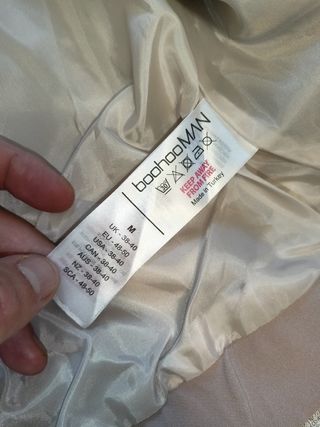 boohooMAN
KEEP AWAY
FROM FIRE
Made in Turkey
M
UK - 38-40
EU - 48-50
USA - 38-40
CAN - 38-40
AUS - 38-40
NZ - 38-40
SCA - 48-50